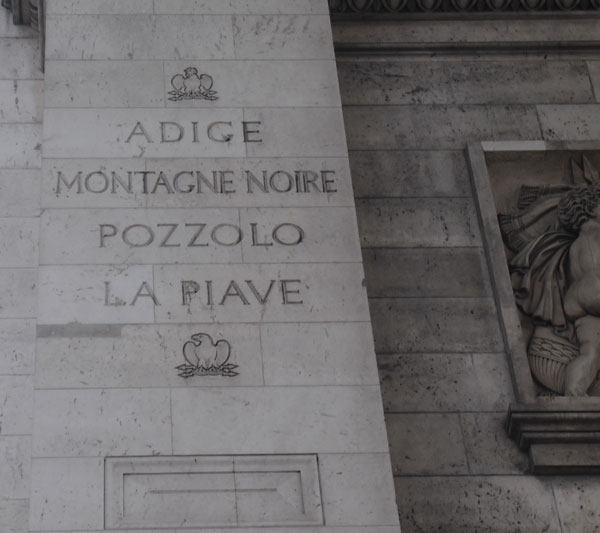 ADIGE
MONTAGNE NOIRE
POZZOLO
LA PIAVE